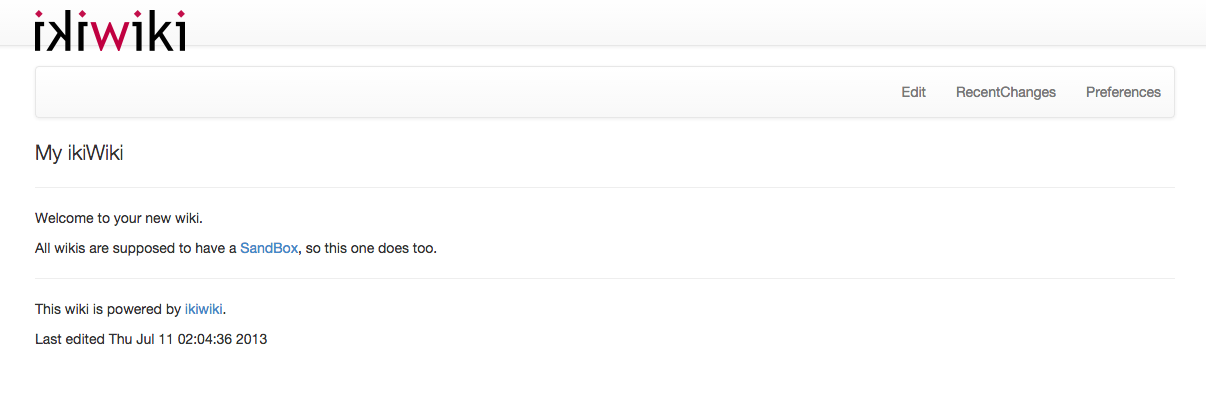 ikiwiki
Edit RecentChanges Preferences
My ikiWiki
Welcome to your new wiki.
All wikis are supposed to have a SandBox, so this one does too.
This wiki is powered by ikiwiki.
Last edited Thu Jul 11 02:04:36 2013